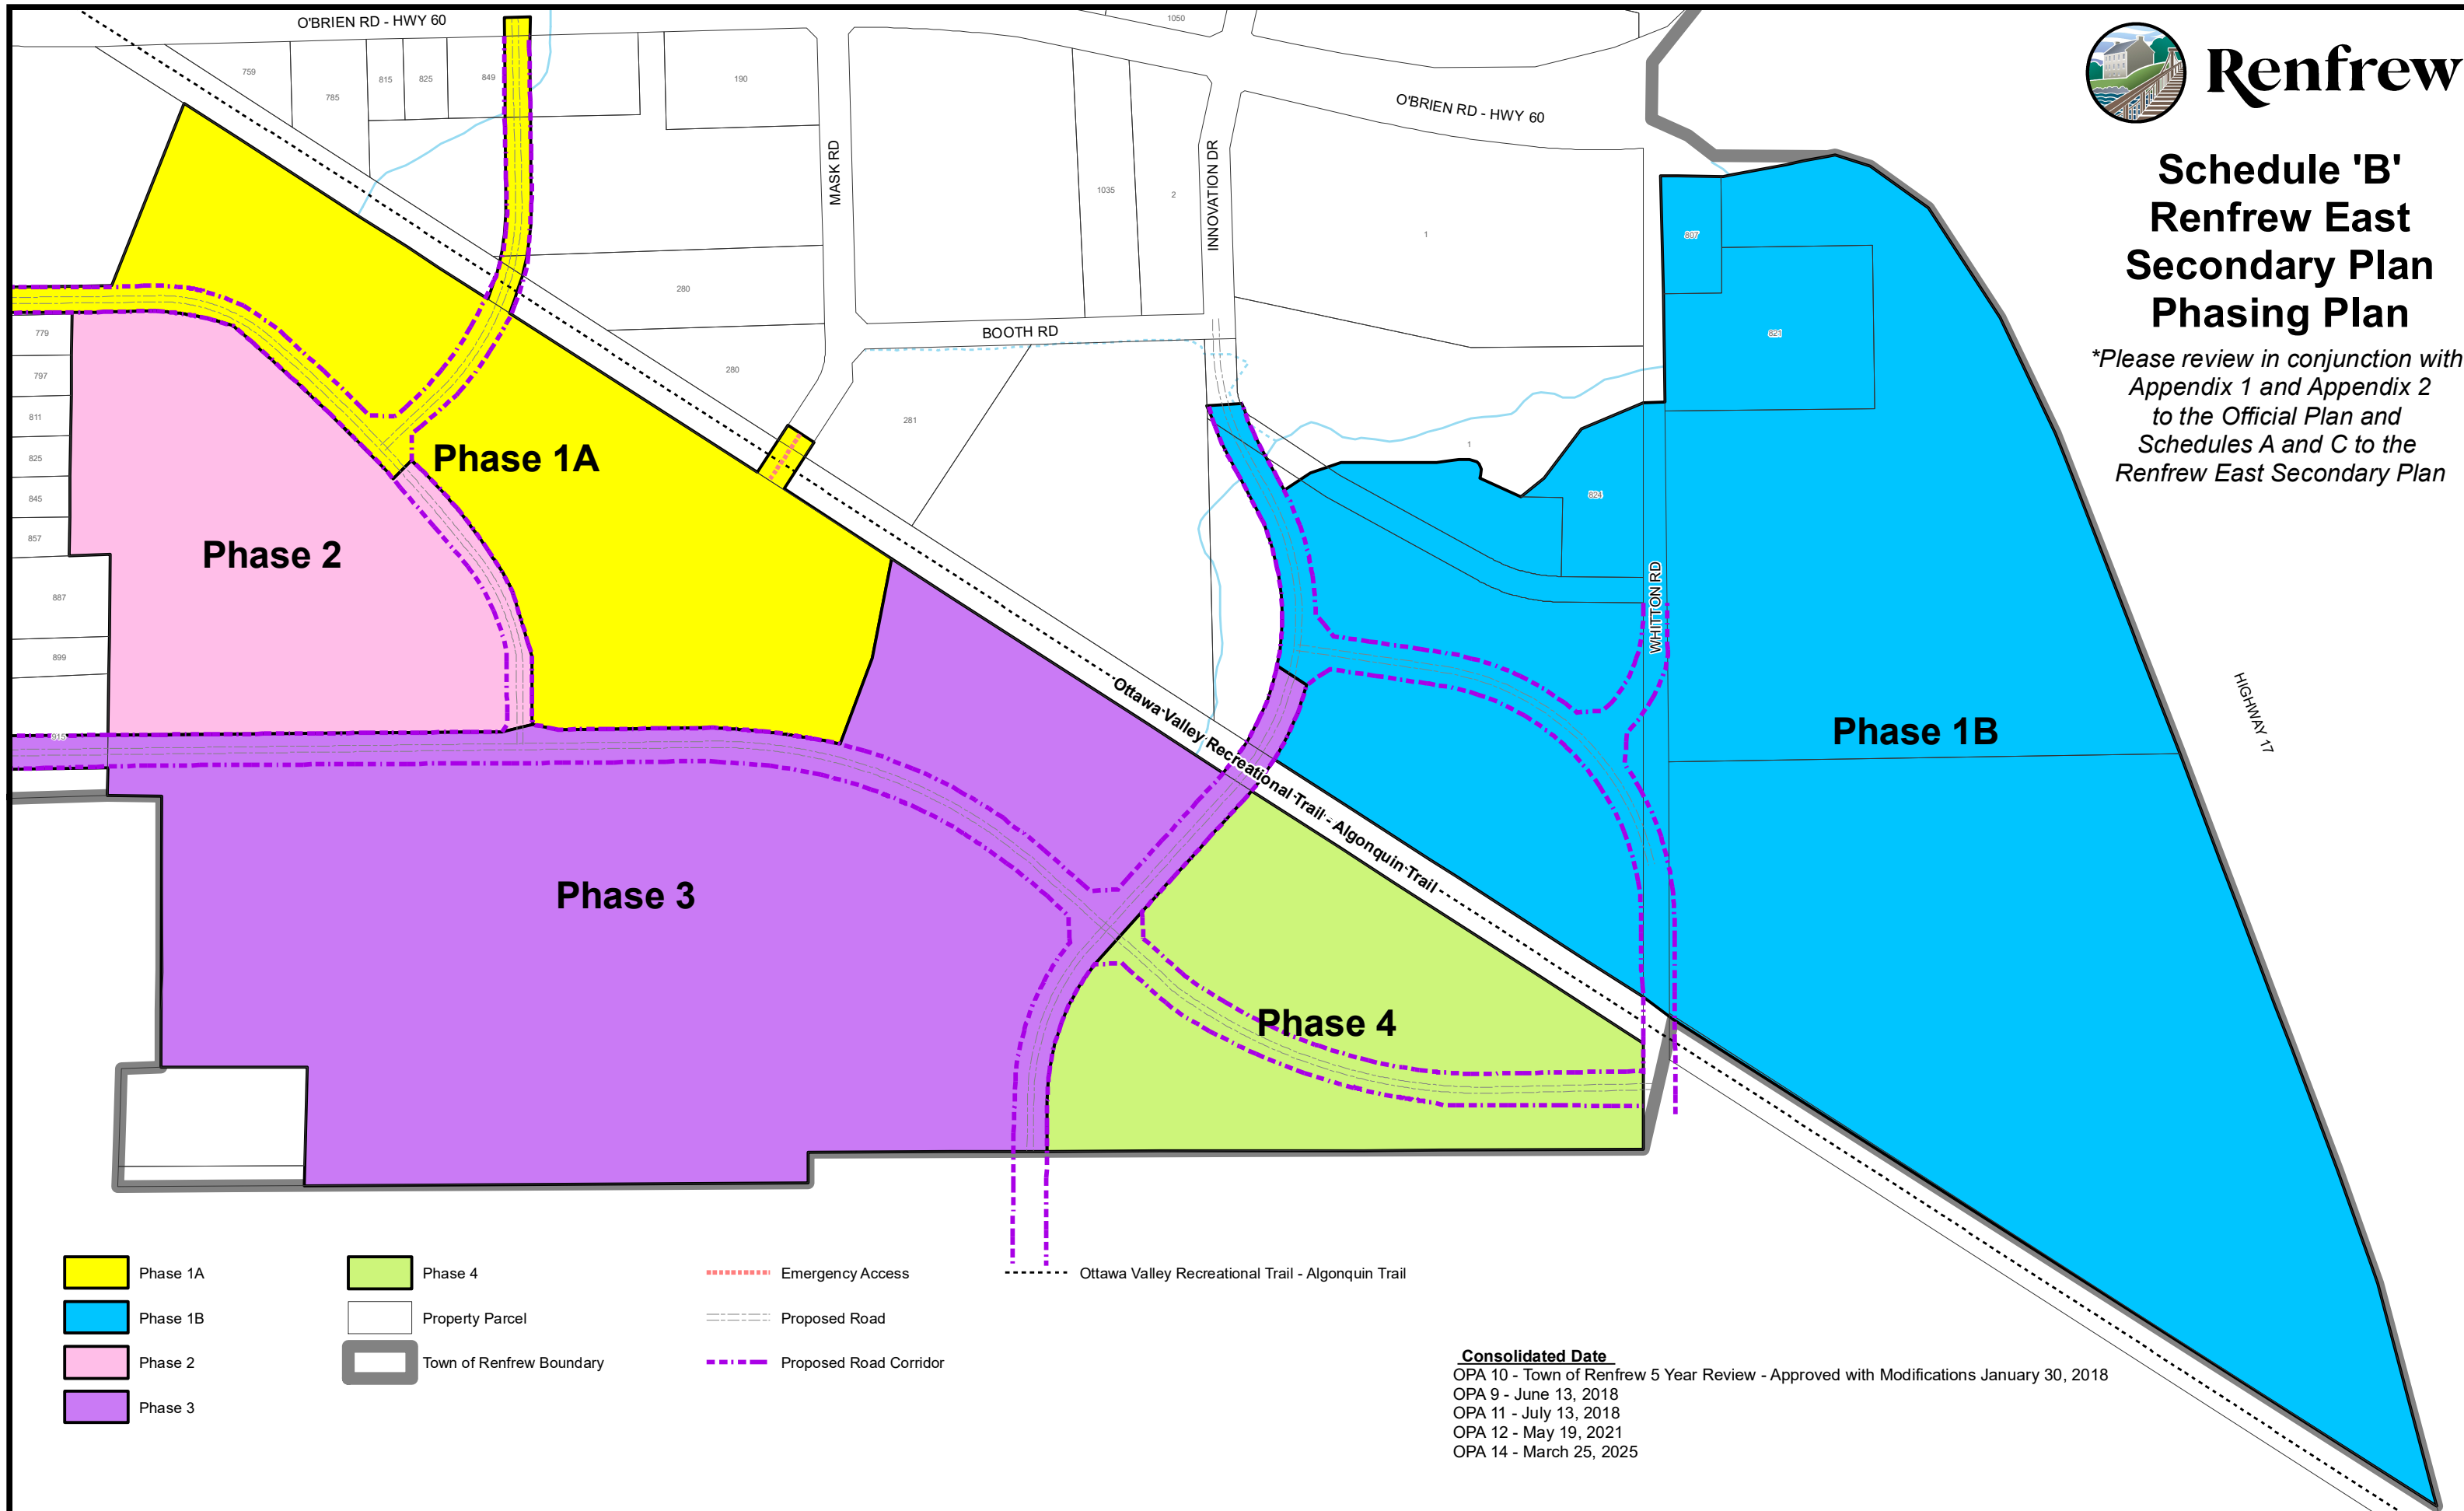 O'BRIEN RD - HWY 60
1050
759
785
815
825
849
190
MASK RD
1035
2
INNOVATION DR
O'BRIEN RD - HWY 60
1
280
280
BOOTH RD
281
1
824
807
821
WHITTON RD
HIGHWAY 17
779
797
811
825
845
857
887
899
915
Phase 1A
Phase 2
Phase 1B
Phase 3
Phase 4
Ottawa Valley Recreational Trail - Algonquin Trail
Renfrew
Schedule 'B'
Renfrew East
Secondary Plan
Phasing Plan
*Please review in conjunction with
Appendix 1 and Appendix 2
to the Official Plan and
Schedules A and C to the
Renfrew East Secondary Plan
Phase 1A
Phase 1B
Phase 2
Phase 3
Phase 4
Property Parcel
Town of Renfrew Boundary
Emergency Access
Proposed Road
Proposed Road Corridor
Ottawa Valley Recreational Trail - Algonquin Trail
Consolidated Date
OPA 10 - Town of Renfrew 5 Year Review - Approved with Modifications January 30, 2018
OPA 9 - June 13, 2018
OPA 11 - July 13, 2018
OPA 12 - May 19, 2021
OPA 14 - March 25, 2025